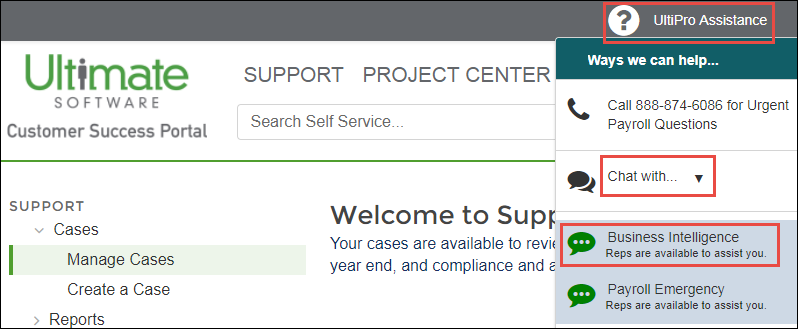 UltiPro Assistance
Ultimate
SOFTWARE
Customer Success Portal
SUPPORT PROJECT CENTER
Search Self Service...
Ways we can help...
Call 888-874-6086 for Urgent
Payroll Questions
Chat with...
Business Intelligence
Reps are available to assist you.
Payroll Emergency
Reps are available to assist you.
SUPPORT
Cases
Manage Cases
Create a Case
Reports
Welcome to Supp
Your cases are available to revie
year end, and compliance and a